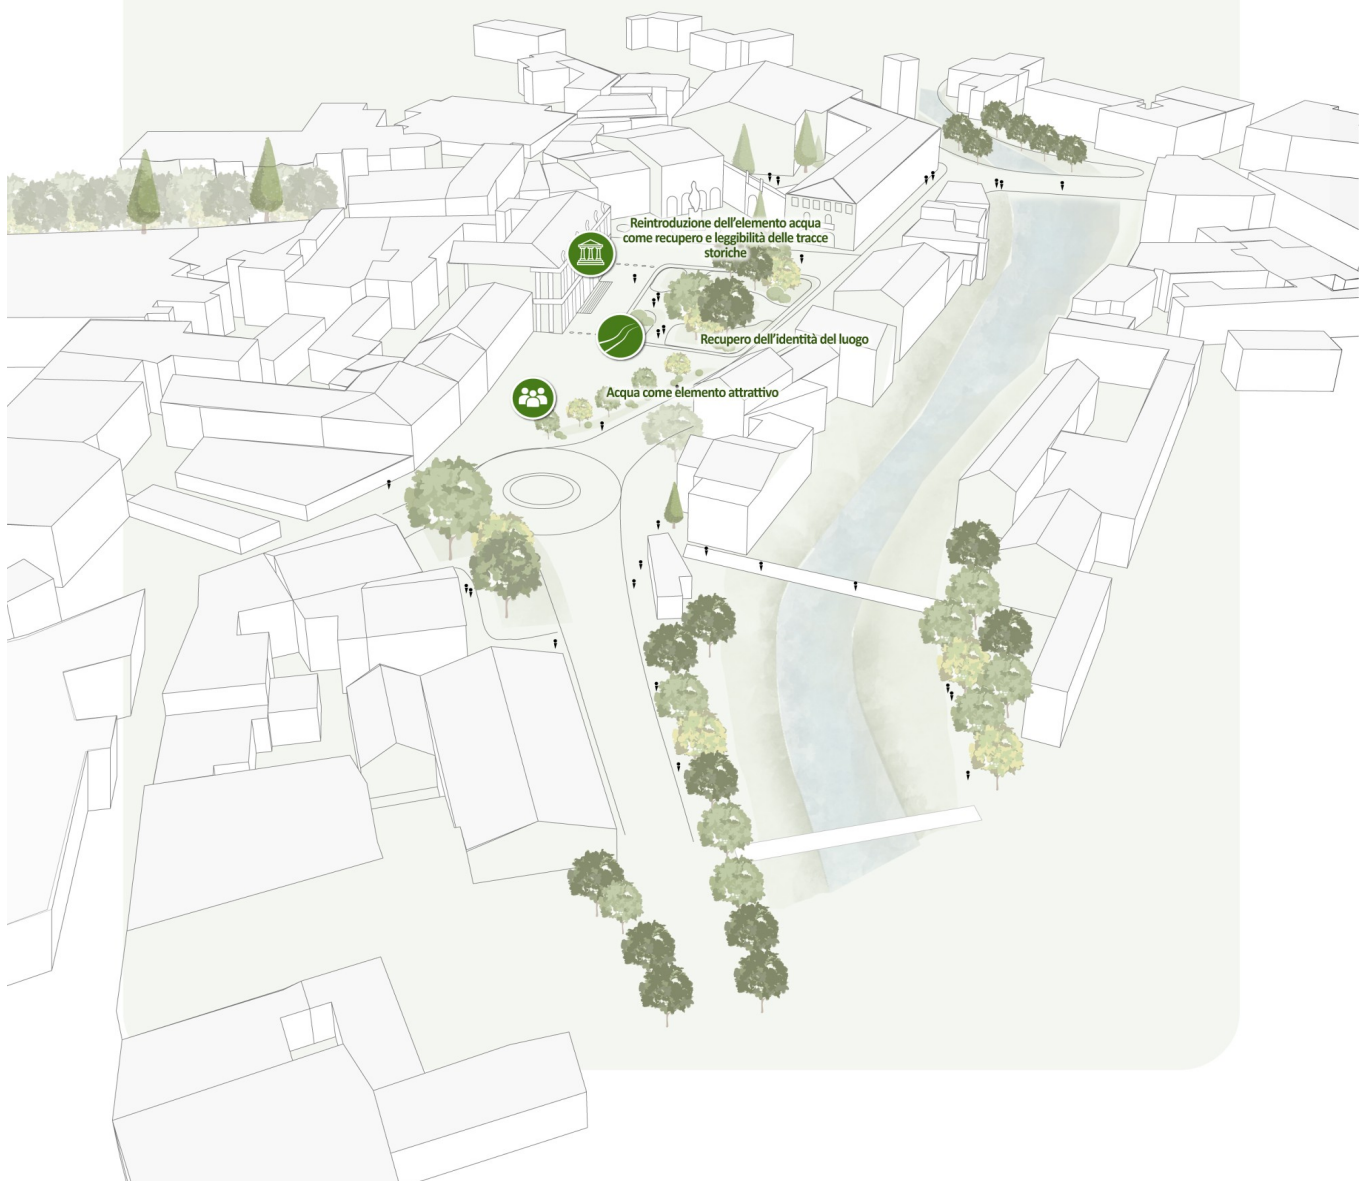 Reintroduzione dell'elemento acqua
come recupero e leggibilità delle tracce
storiche
Recupero dell'identità del luogo
Acqua come elemento attrattivo